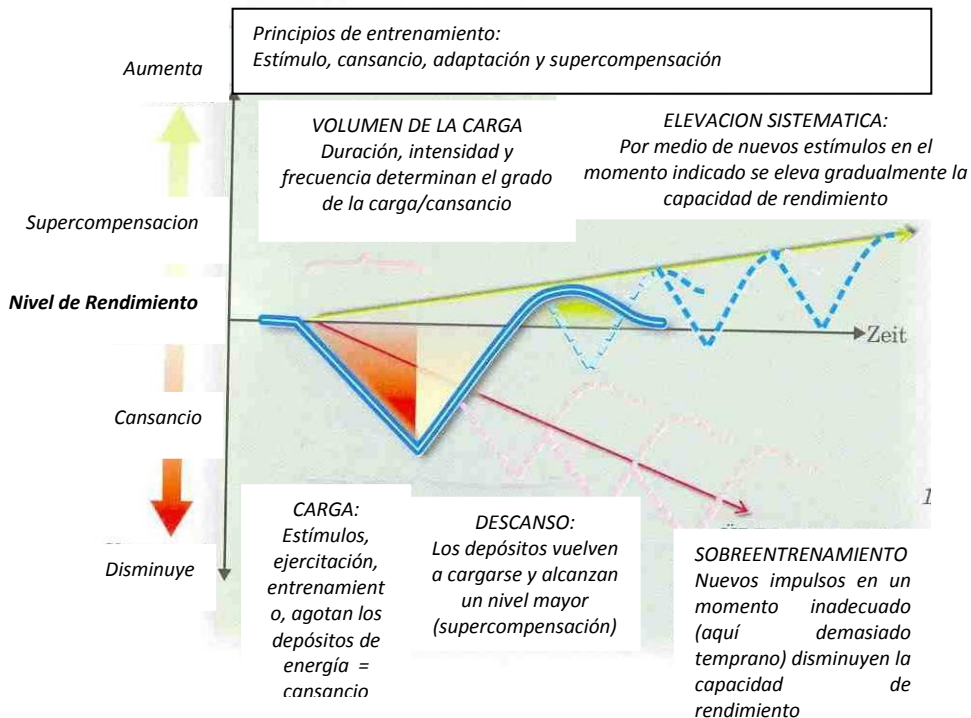 Principios de entrenamiento:
Estímulo, cansancio, adaptación y supercompensación
Aumenta
VOLUMEN DE LA CARGA
Duración, intensidad y
frecuencia determinan el grado
de la carga/cansancio
ELEVACION SISTEMATICA:
Por medio de nuevos estímulos en el
momento indicado se eleva gradualmente la
capacidad de rendimiento
Supercompensacion
Nivel de Rendimiento
Zeit
Cansancio
Disminuye
CARGA:
Estímulos,
ejercitación,
entrenamient
o, agotan los
depósitos de
energía =
cansancio
DESCANSO:
Los depósitos vuelven
a cargarse y alcanzan
un nivel mayor
(supercompensación)
SOBREENTRENAMIENTO
Nuevos impulsos en un
momento inadecuado
(aquí demasiado
temprano) disminuyen la
capacidad de
rendimiento